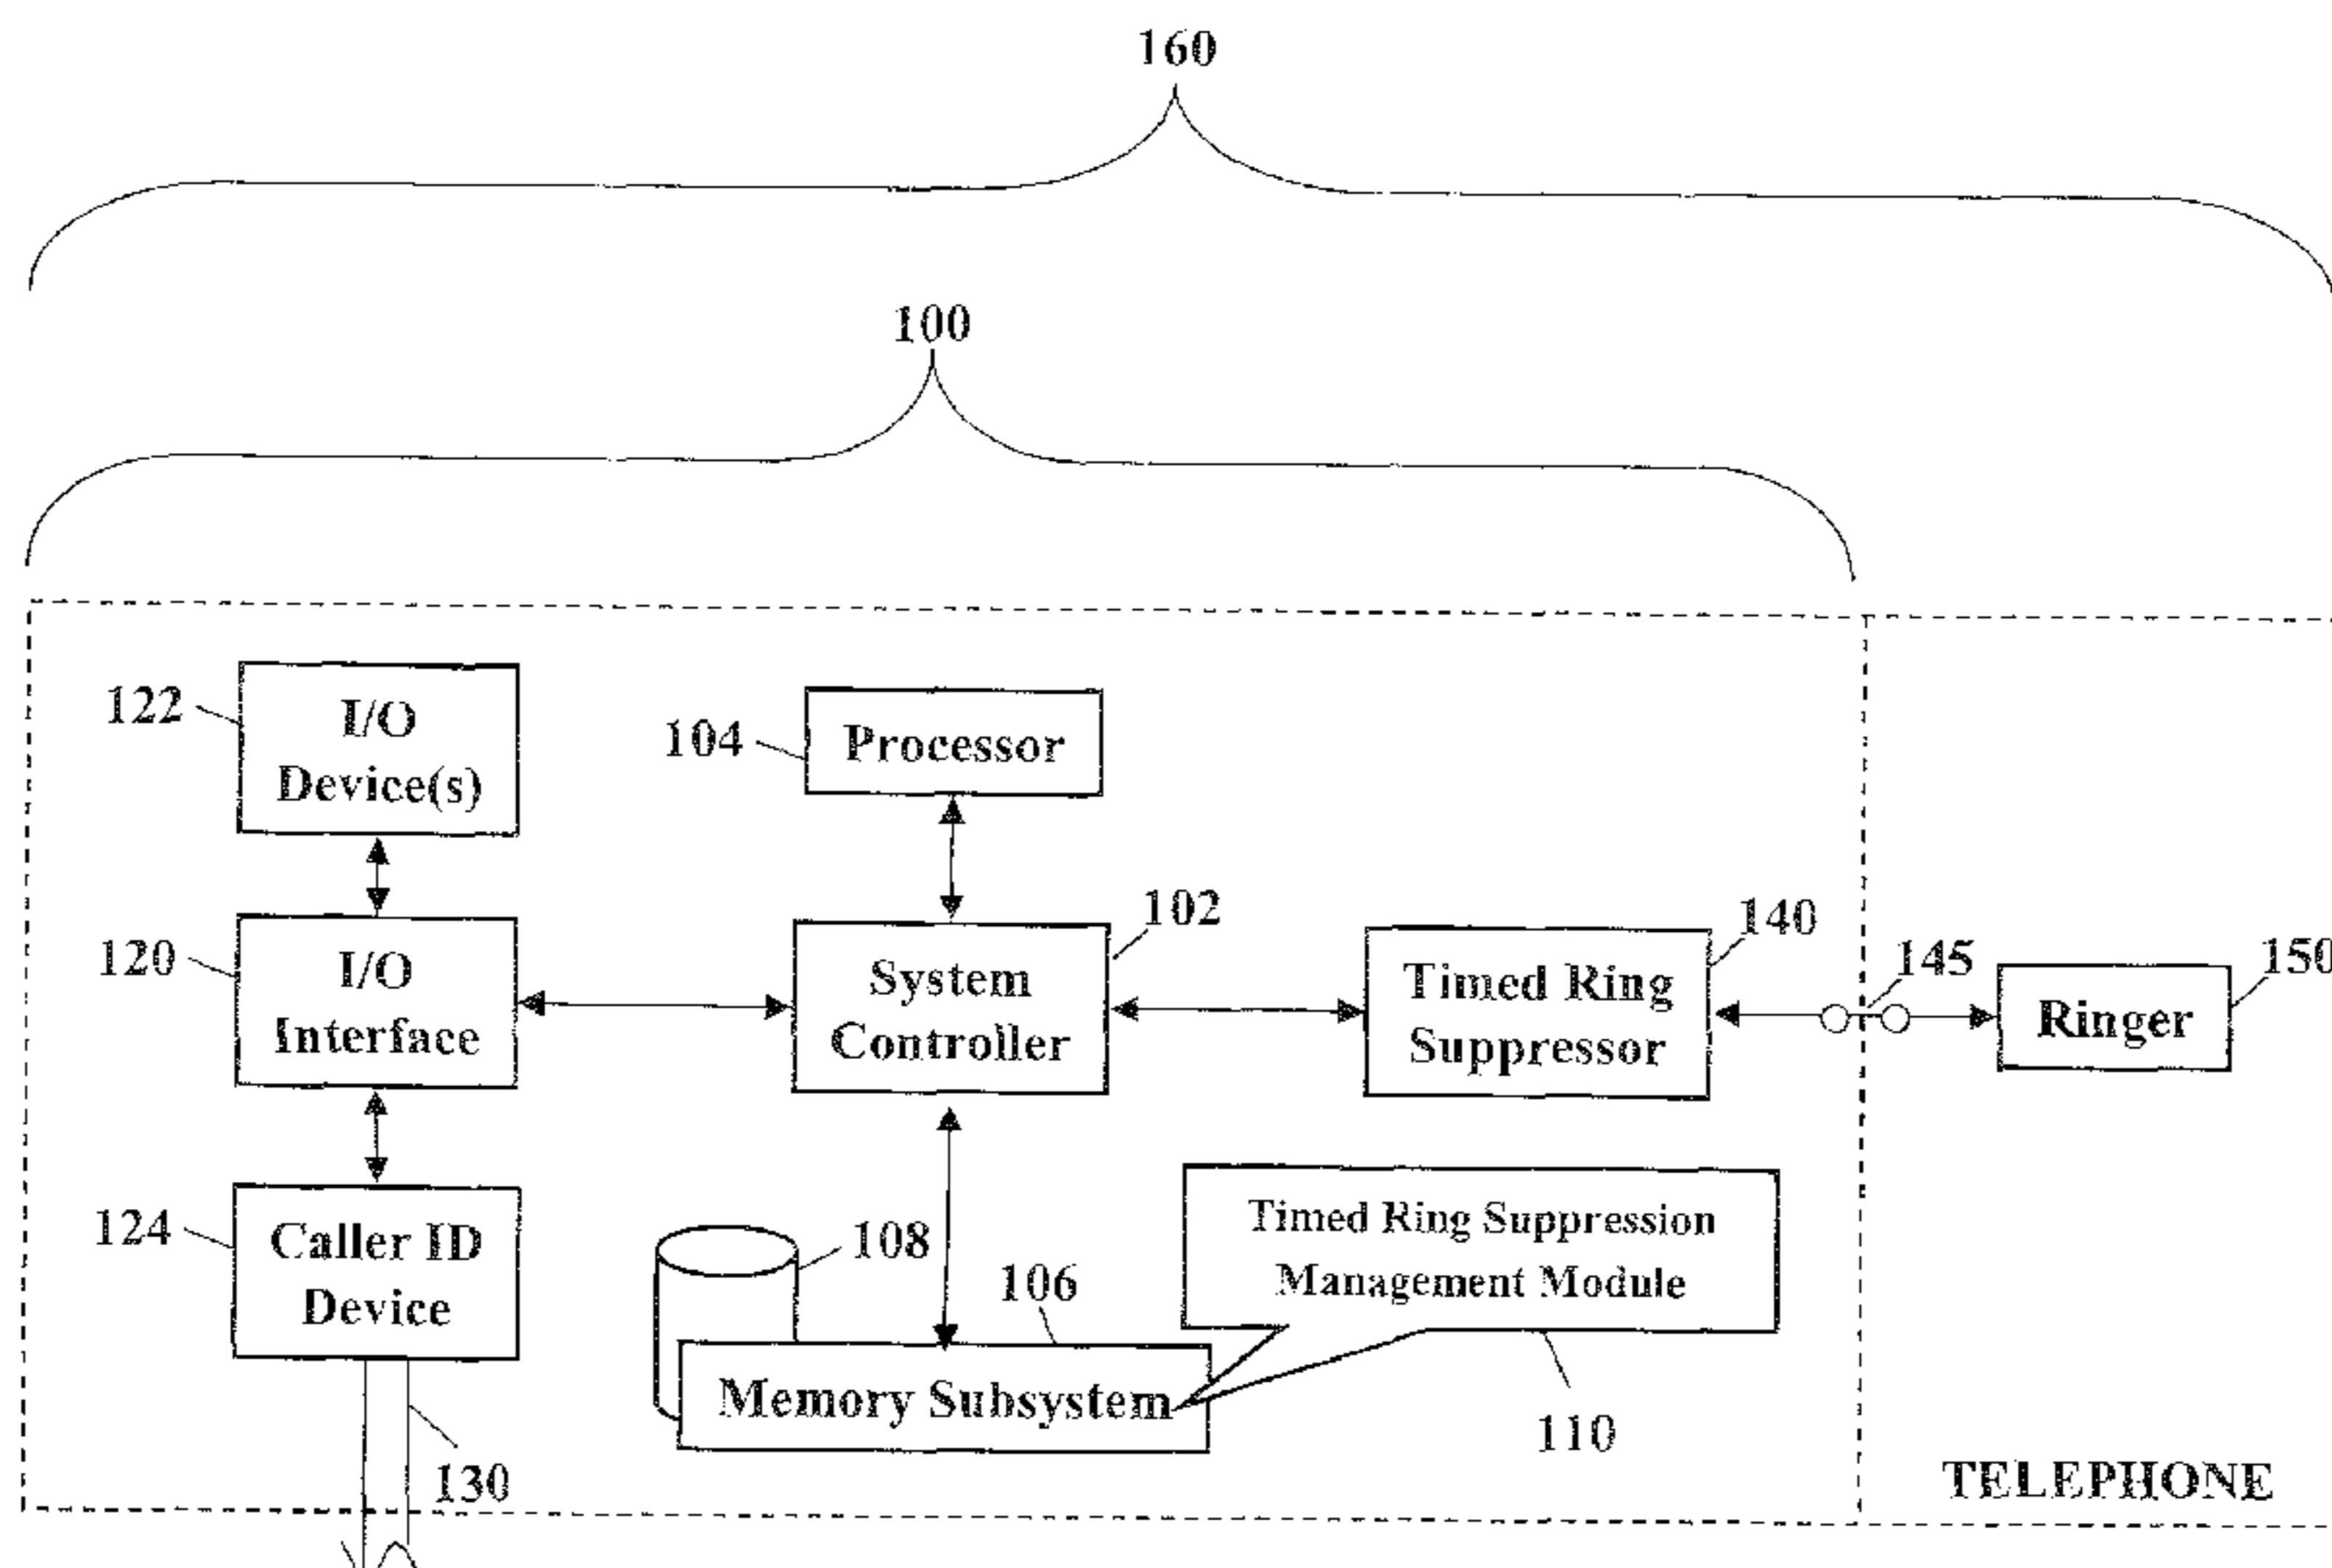 160
100
122
I/O
Device(s)
104
Processor
120
I/O
Interface
102
System
Controller
140
Timed Ring
Suppressor
145
150
Ringer
124
Caller ID
Device
108
106
Memory Subsystem
Timed Ring Suppression
Management Module
110
130
TELEPHONE